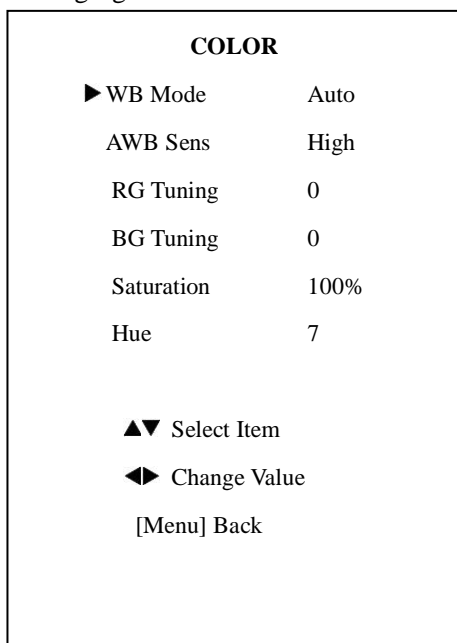 COLOR
▶WB Mode Auto
AWB Sens High
RG Tuning 0
BG Tuning 0
Saturation 100%
Hue 7
▲▼ Select Item
◀▶ Change Value
[Menu] Back